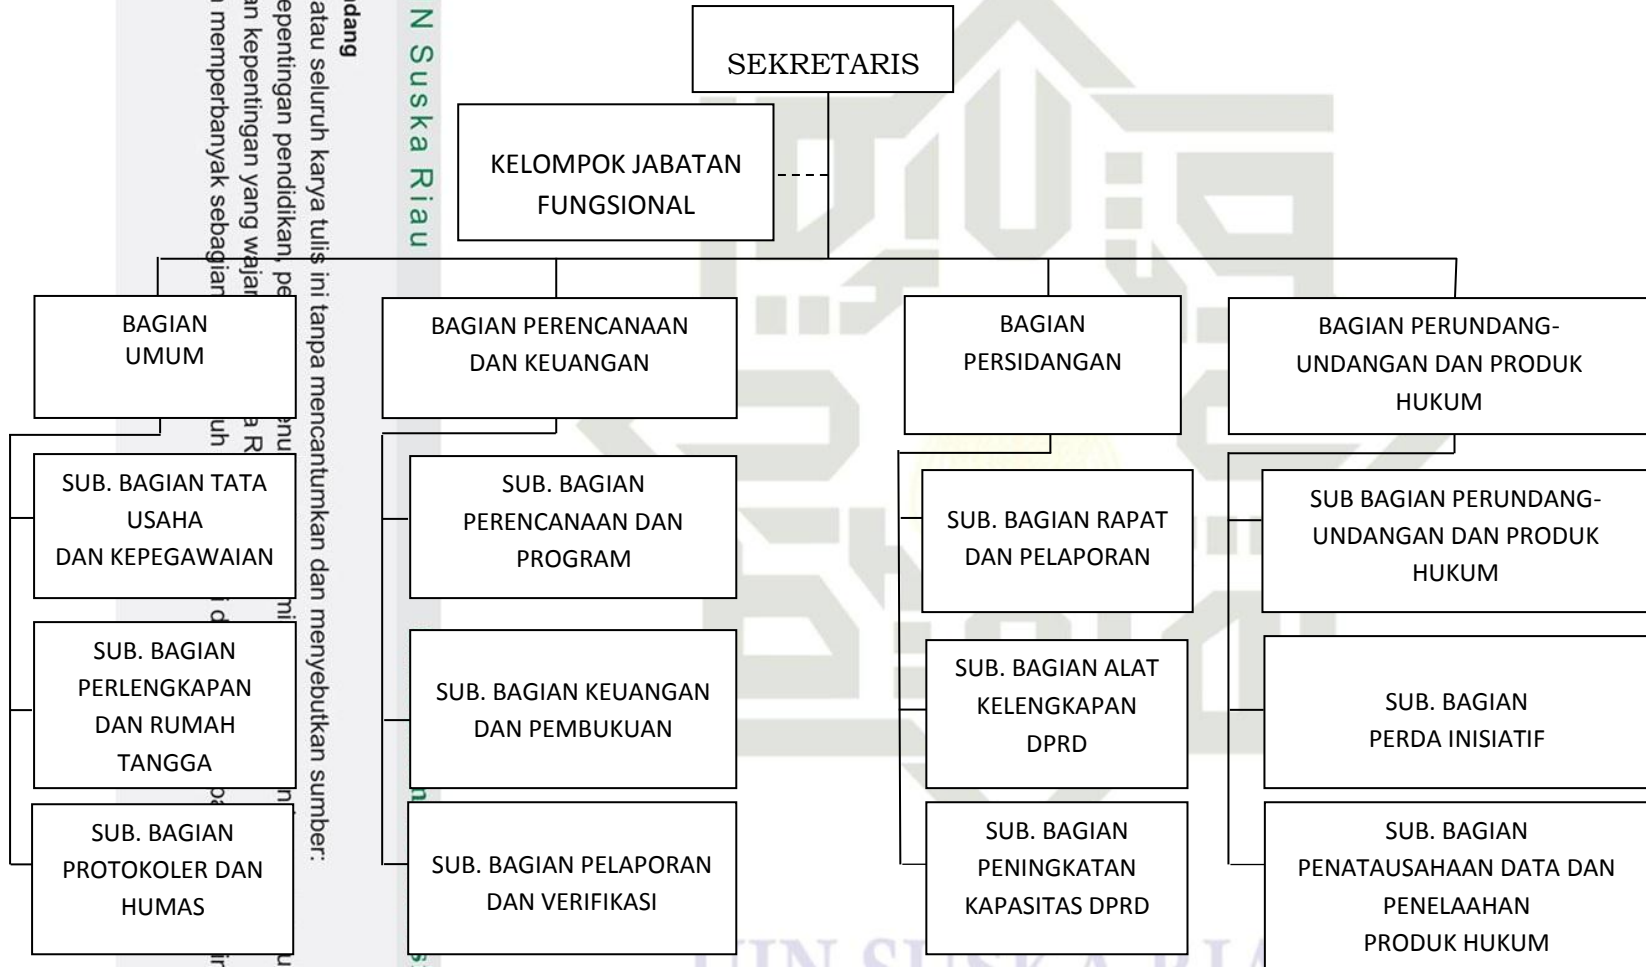 SEKRETARIS
KELOMPOK JABATAN
FUNGSIONAL
BAGIAN
UMUM
BAGIAN PERENCANAAN
DAN KEUANGAN
BAGIAN
PERSIDANGAN
BAGIAN PERUNDANG-
UNDANGAN DAN PRODUK
HUKUM
SUB. BAGIAN TATA
USAHA
DAN KEPEGAWAIAN
SUB. BAGIAN
PERLENGKAPAN
DAN RUMAH
TANGGA
SUB. BAGIAN
PROTOKOLER DAN
HUMAS
SUB. BAGIAN
PERENCANAAN DAN
PROGRAM
SUB. BAGIAN KEUANGAN
DAN PEMBUKUAN
SUB. BAGIAN PELAPORAN
DAN VERIFIKASI
SUB. BAGIAN RAPAT
DAN PELAPORAN
SUB. BAGIAN ALAT
KELENGKAPAN
DPRD
SUB. BAGIAN
PENINGKATAN
KAPASITAS DPRD
SUB BAGIAN PERUNDANG-
UNDANGAN DAN PRODUK
HUKUM
SUB. BAGIAN
PERDA INISIATIF
SUB. BAGIAN
PENATAUSAHAAN DATA DAN
PENELAAHAN
PRODUK HUKUM
N Suska Riau
dang
atau seluruh karya tulis ini tanpa mencantumkan dan menyebutkan sumber:
epentingan pendidikan, pe
an kepentingan yang wajar
memperbanyak sebagian
UIN SUSKA RIA